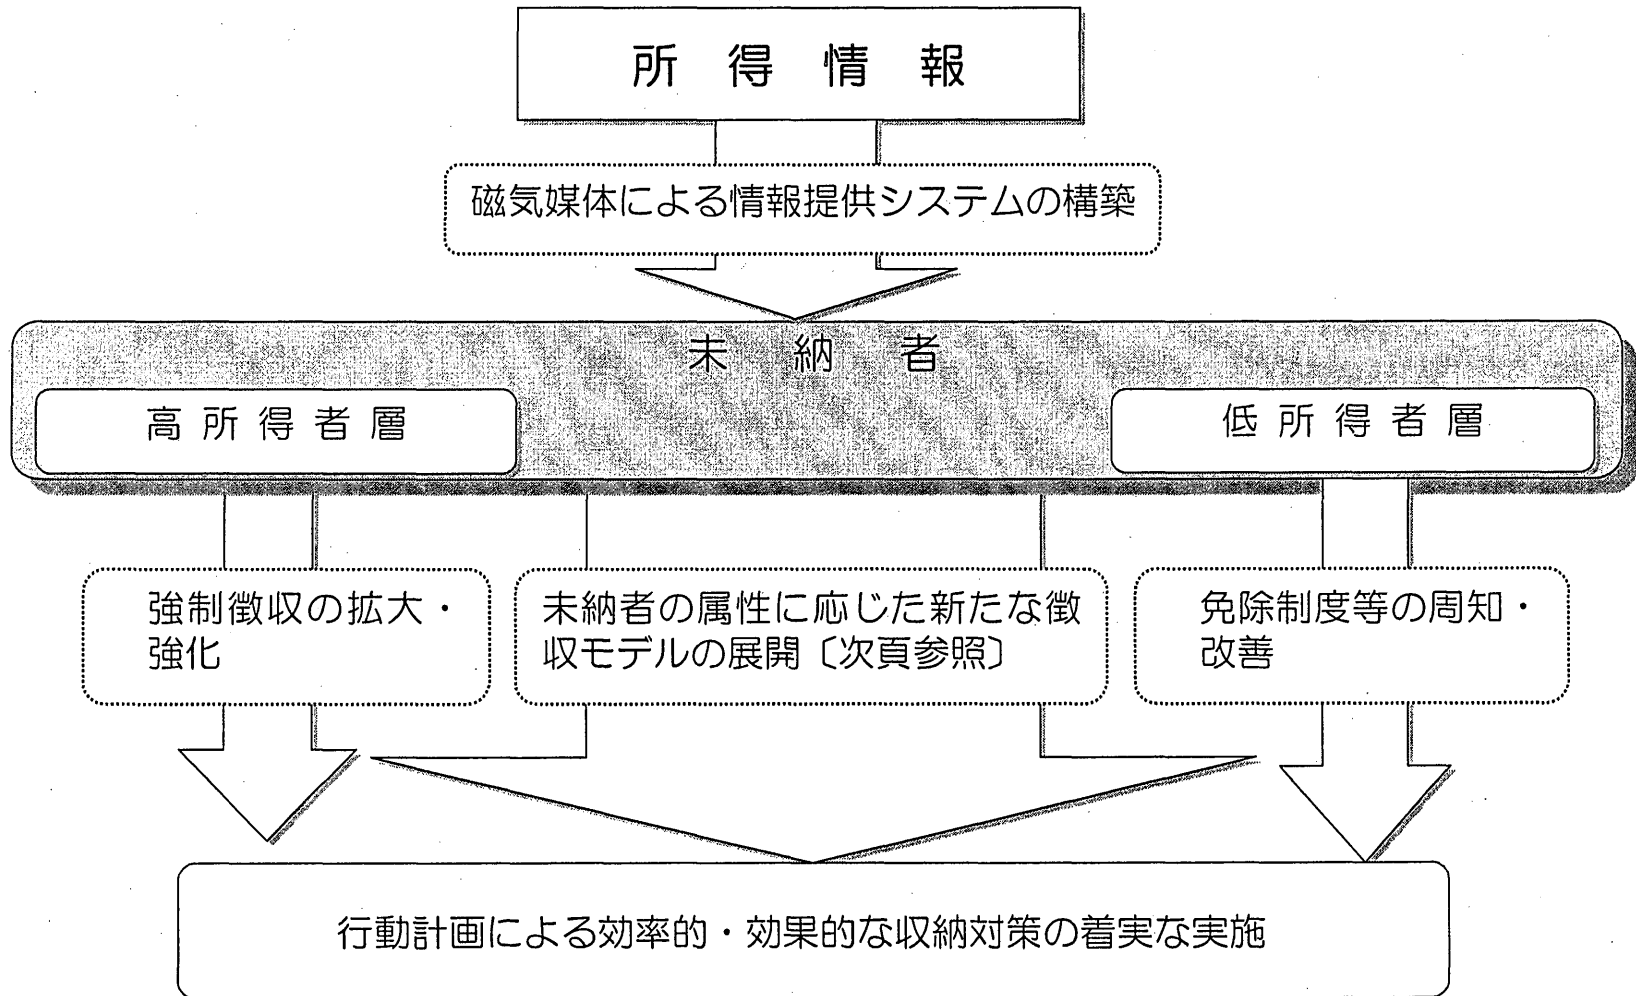 所得情報
磁気媒体による情報提供システムの構築
未納者
高所得者層
低所得者層
強制徴収の拡大・
強化
未納者の属性に応じた新たな徴
収モデルの展開〔次頁参照〕
免除制度等の周知・
改善
行動計画による効率的・効果的な収納対策の着実な実施